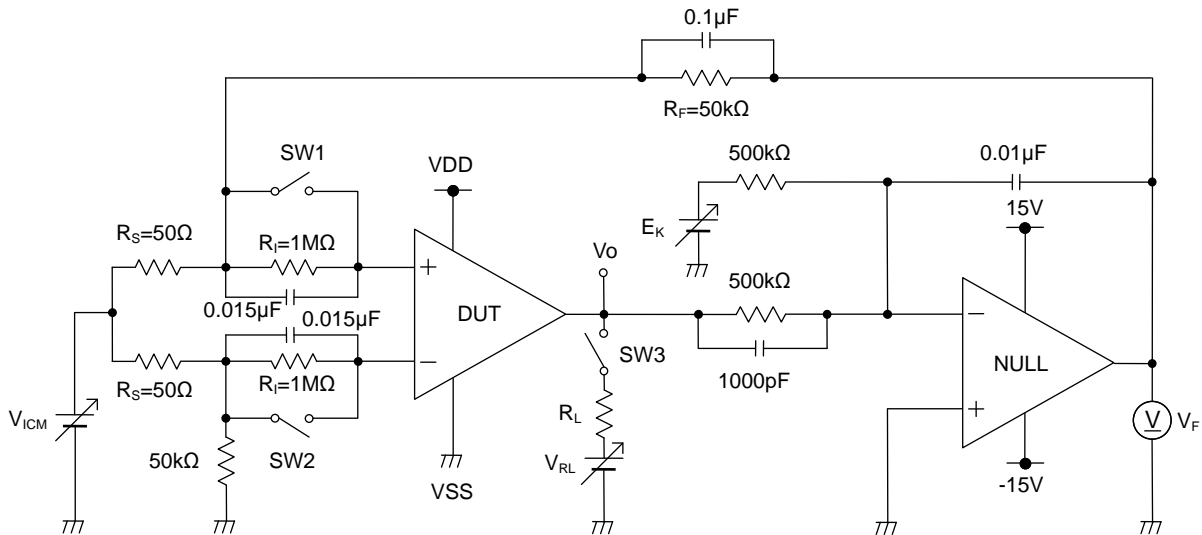 0.1µF
RF=50kΩ
SW1
VDD
500kΩ
0.01µF
15V
EK
RS=50Ω
RI=1MΩ
Vo
500kΩ
0.015µF
0.015µF
DUT
SW3
NULL
RS=50Ω
RI=1MΩ
1000pF
VICM
RL
V
VF
50kΩ
SW2
VRL
VSS
-15V
+
−
−
+